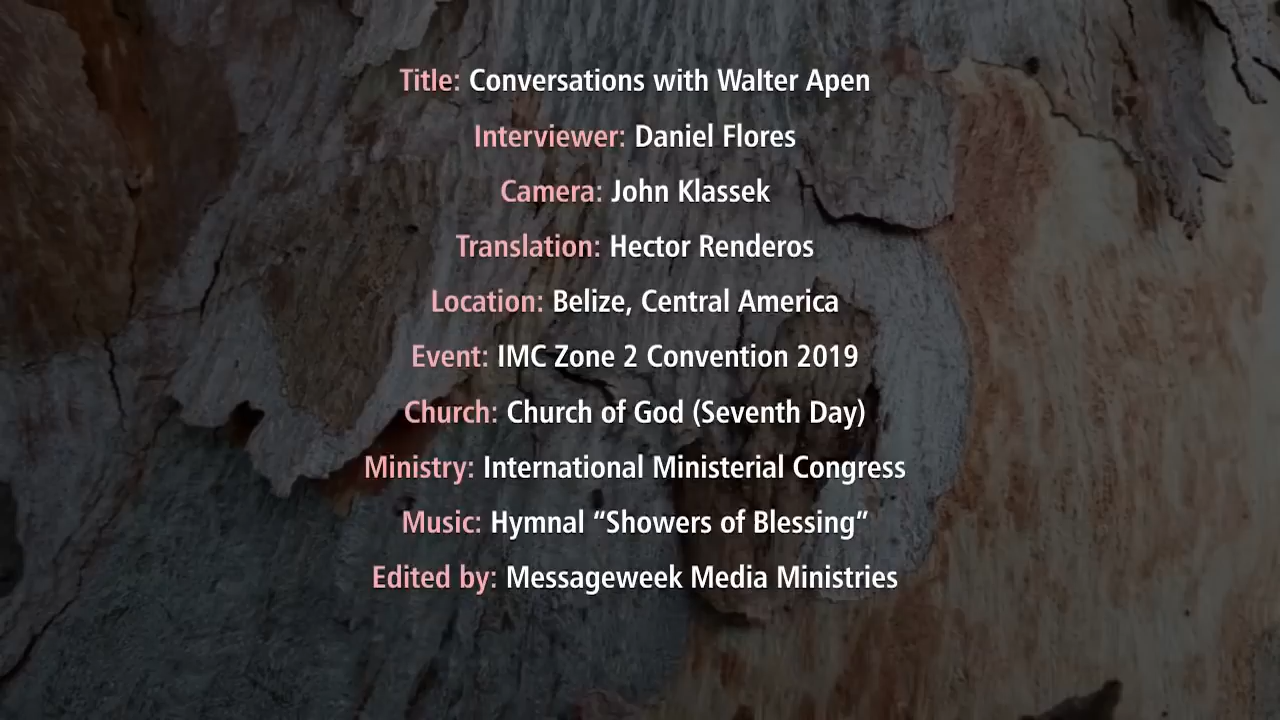 Title: Conversations with Walter Apen
Interviewer: Daniel Flores
Camera: John Klassek
Translation: Hector Renderos
Location: Belize, Central America
Event: IMC Zone 2 Convention 2019
Church: Church of God (Seventh Day)
Ministry: International Ministerial Congress
Music: Hymnal “Showers of Blessing”
Edited by: Messageweek Media Ministries